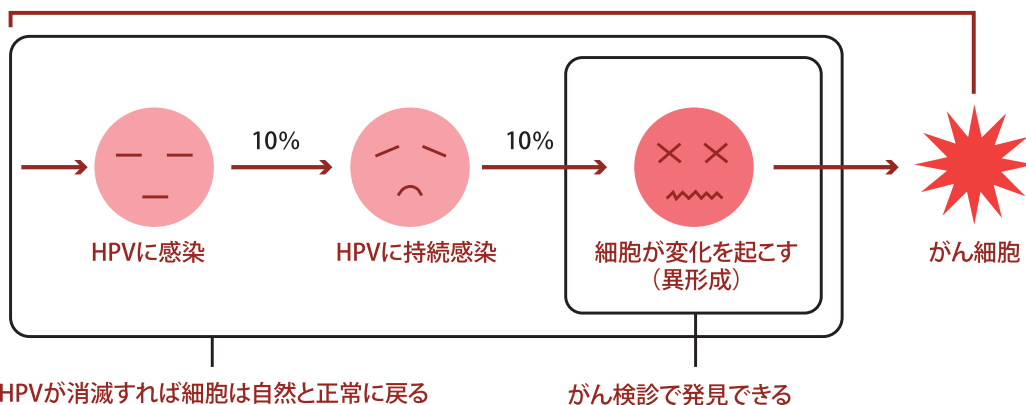 10%
10%
HPVに感染
HPVに持続感染
細胞が変化を起こす
（異形成）
がん細胞
HPVが消滅すれば細胞は自然と正常に戻る
がん検診で発見できる